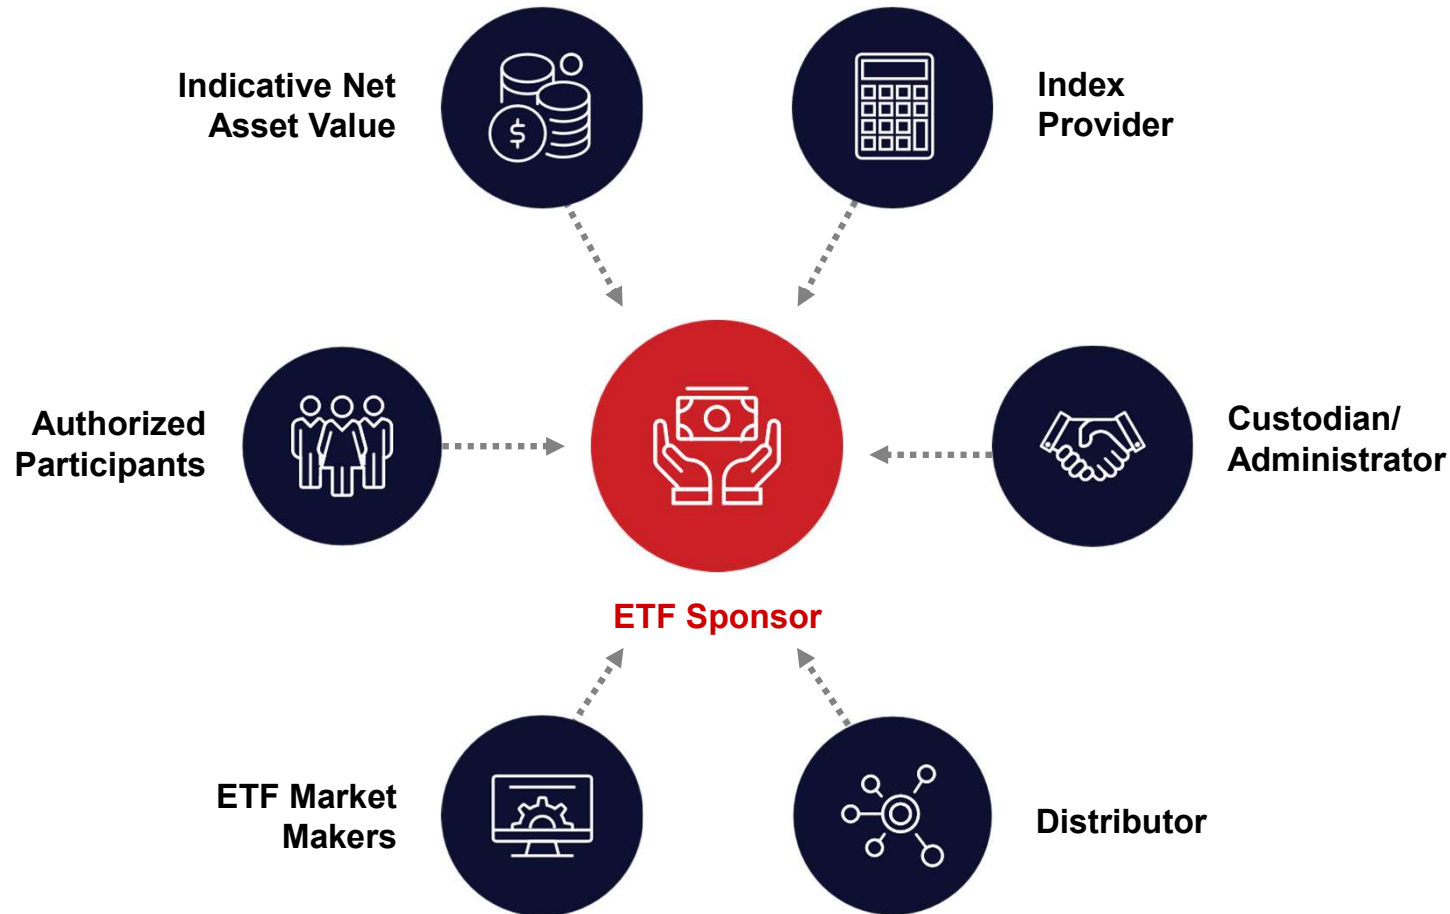 Indicative Net
Asset Value
Index
Provider
$
Authorized
Participants
Custodian/
Administrator
ETF Sponsor
ETF Market
Makers
Distributor